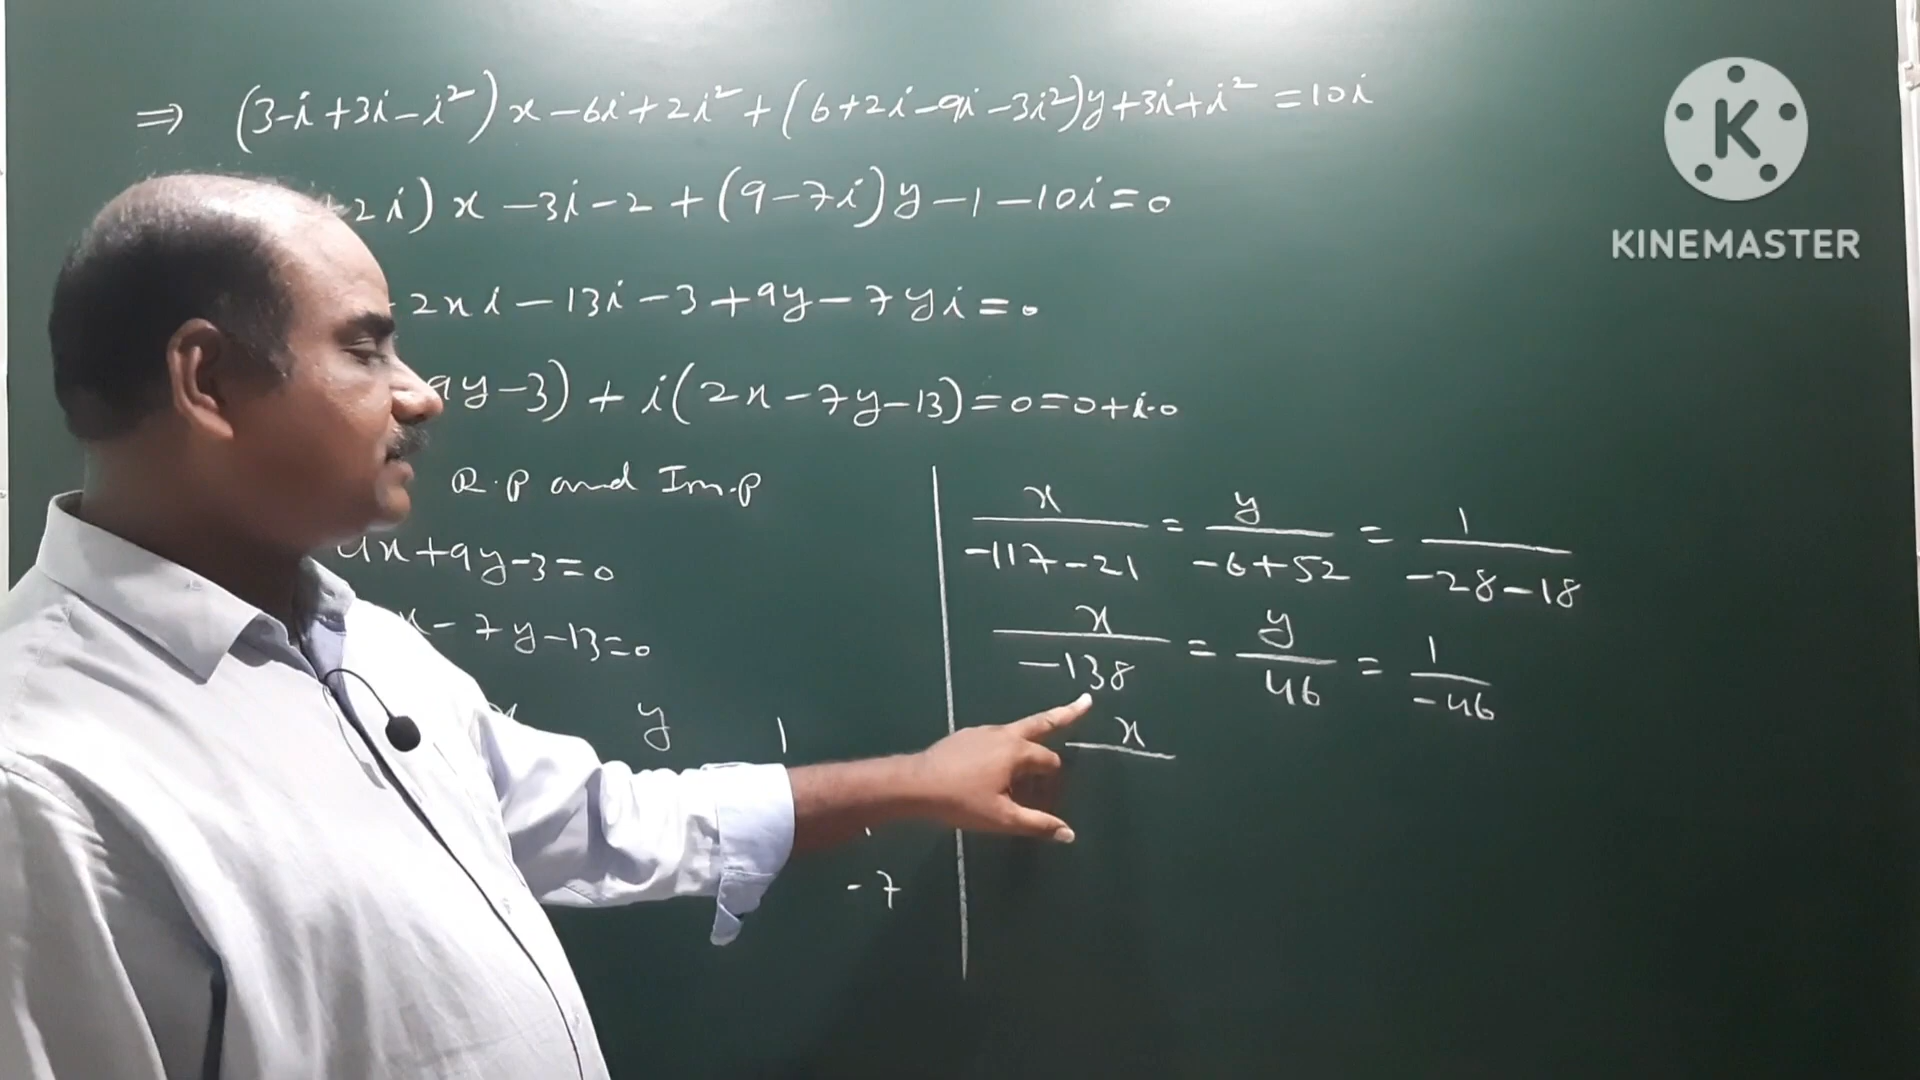 ⇒ (3-i+3i-i²)x-6i+2i²+(6+2i-9i-3i²)y+3i+i²=10i
2i)x-3i-2+(9-7i)y-1-10i=0
2xi-13i-3+9y-7yi=0
9y-3)+i(2x-7y-13)=0=0+i·0
R.P and Im.P
4x+9y-3=0
x-7y-13=0
x y 1
-7
x/(-117-21) = y/(-6+52) = 1/(-28-18)
x/(-138) = y/46 = 1/(-46)
x
K
KINEMASTER